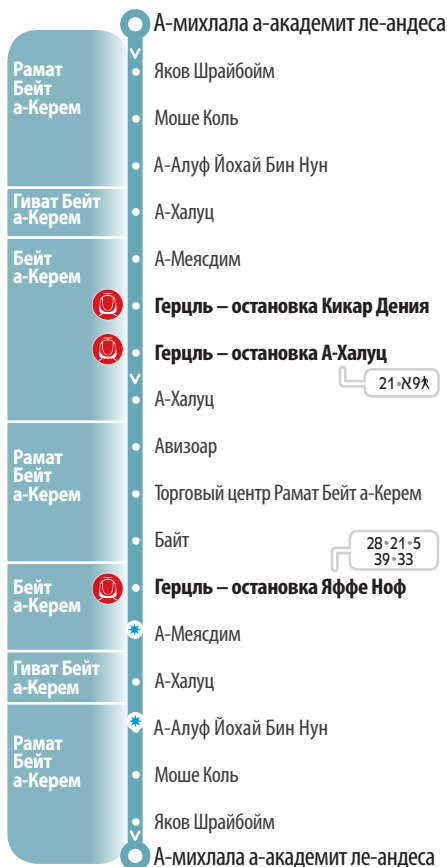 А-михлала а-академит ле-андеса
Рамат
Бейт
а-Керем
Яков Шрайбойм
Моше Коль
А-Алуф Йохай Бин Нун
Гиват Бейт
а-Керем
А-Халуц
Бейт
а-Керем
А-Меясдим
Герцль – остановка Кикар Дения
Герцль – остановка А-Халуц
21•א9
А-Халуц
Рамат
Бейт
а-Керем
Авизоар
Торговый центр Рамат Бейт а-Керем
Байт
28•21•5
39•33
Бейт
а-Керем
Герцль – остановка Яффе Ноф
А-Меясдим
Гиват Бейт
а-Керем
А-Халуц
Рамат
Бейт
а-Керем
А-Алуф Йохай Бин Нун
Моше Коль
Яков Шрайбойм
А-михлала а-академит ле-андеса